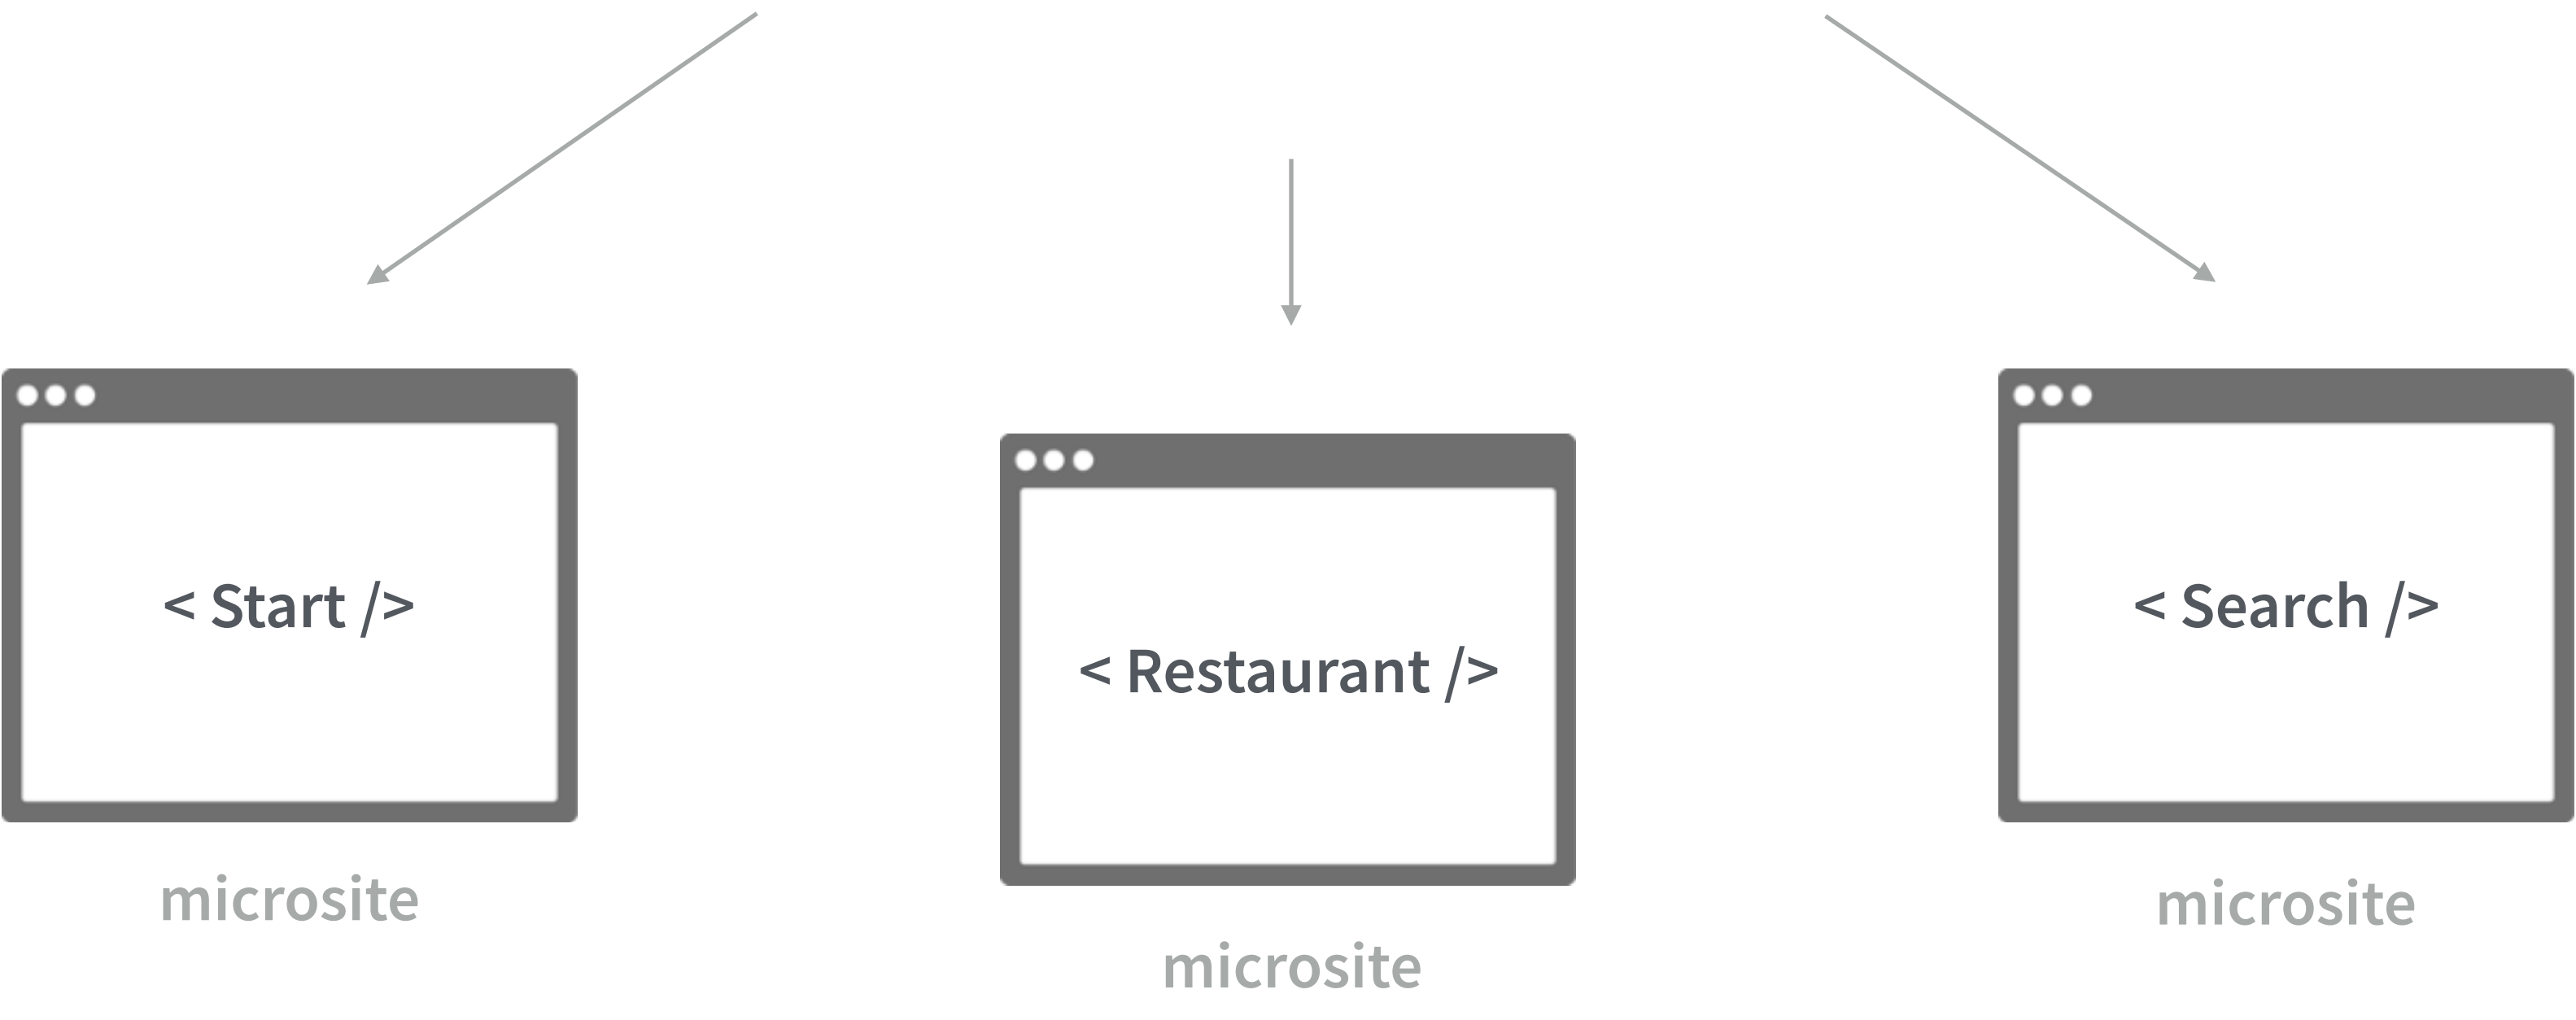 < Start />
< Restaurant />
< Search />
microsite
microsite
microsite